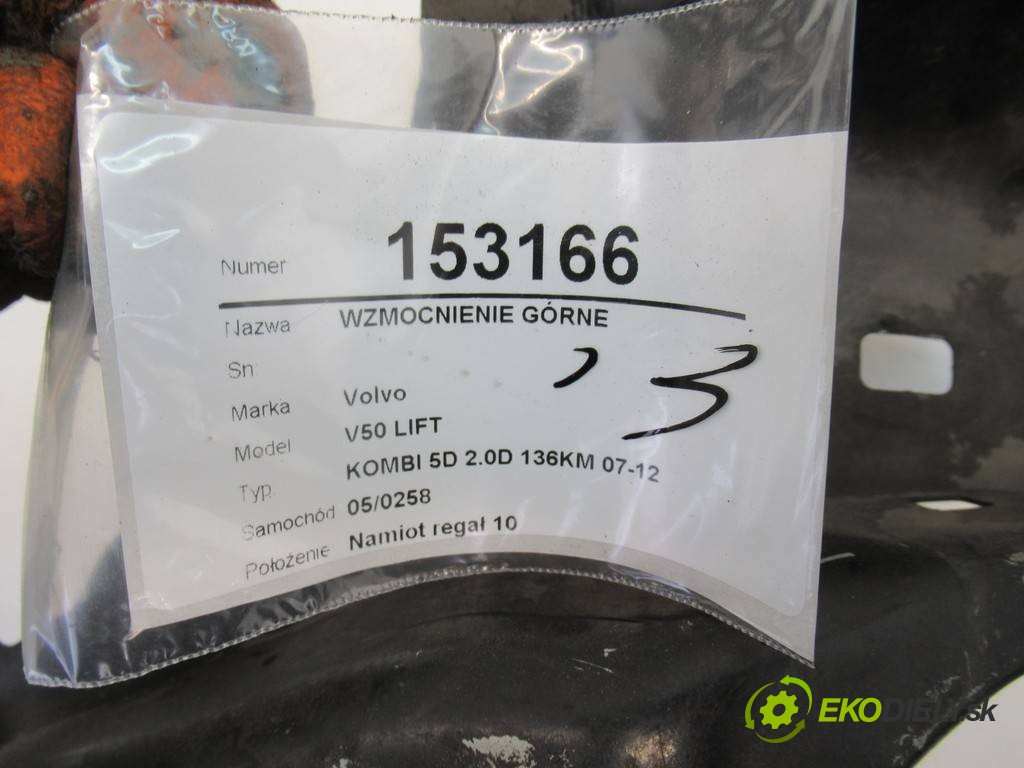 Numer 153166
Nazwa WZMOCNIENIE GÓRNE
Sn
Marka Volvo
Model V50 LIFT
Typ KOMBI 5D 2.0D 136KM 07-12
Samochód 05/0258
Położenie Namiot regał 10
EKODIELY.sk